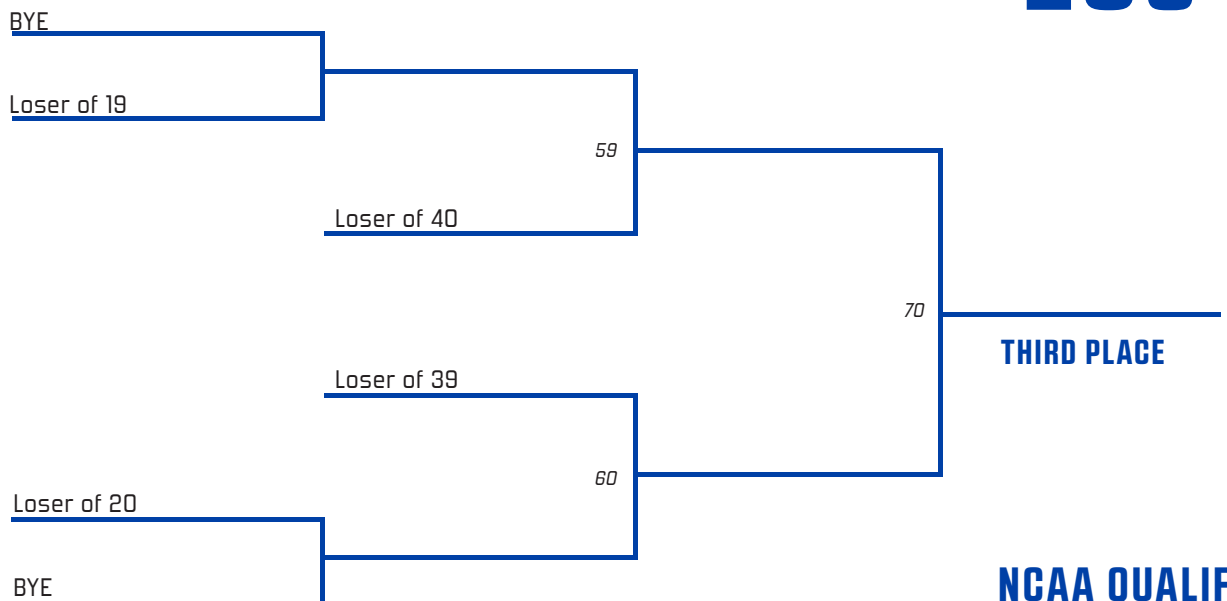 BYE
Loser of 19
59
Loser of 40
70
THIRD PLACE
Loser of 39
60
Loser of 20
BYE
NCAA